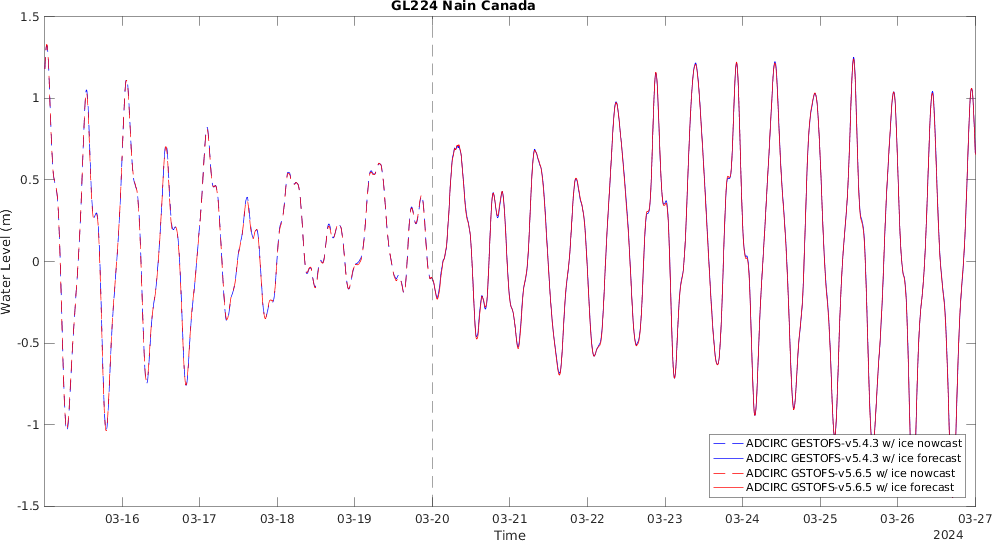 GL224 Nain Canada
1.5
1
0.5
0
-0.5
-1
-1.5
Water Level (m)
ADCIRC GESTOFS-v5.4.3 w/ ice nowcast
ADCIRC GESTOFS-v5.4.3 w/ ice forecast
ADCIRC GSTOFS-v5.6.5 w/ ice nowcast
ADCIRC GSTOFS-v5.6.5 w/ ice forecast
03-16 03-17 03-18 03-19 03-20 03-21 03-22 03-23 03-24 03-25 03-26 03-27
Time
2024